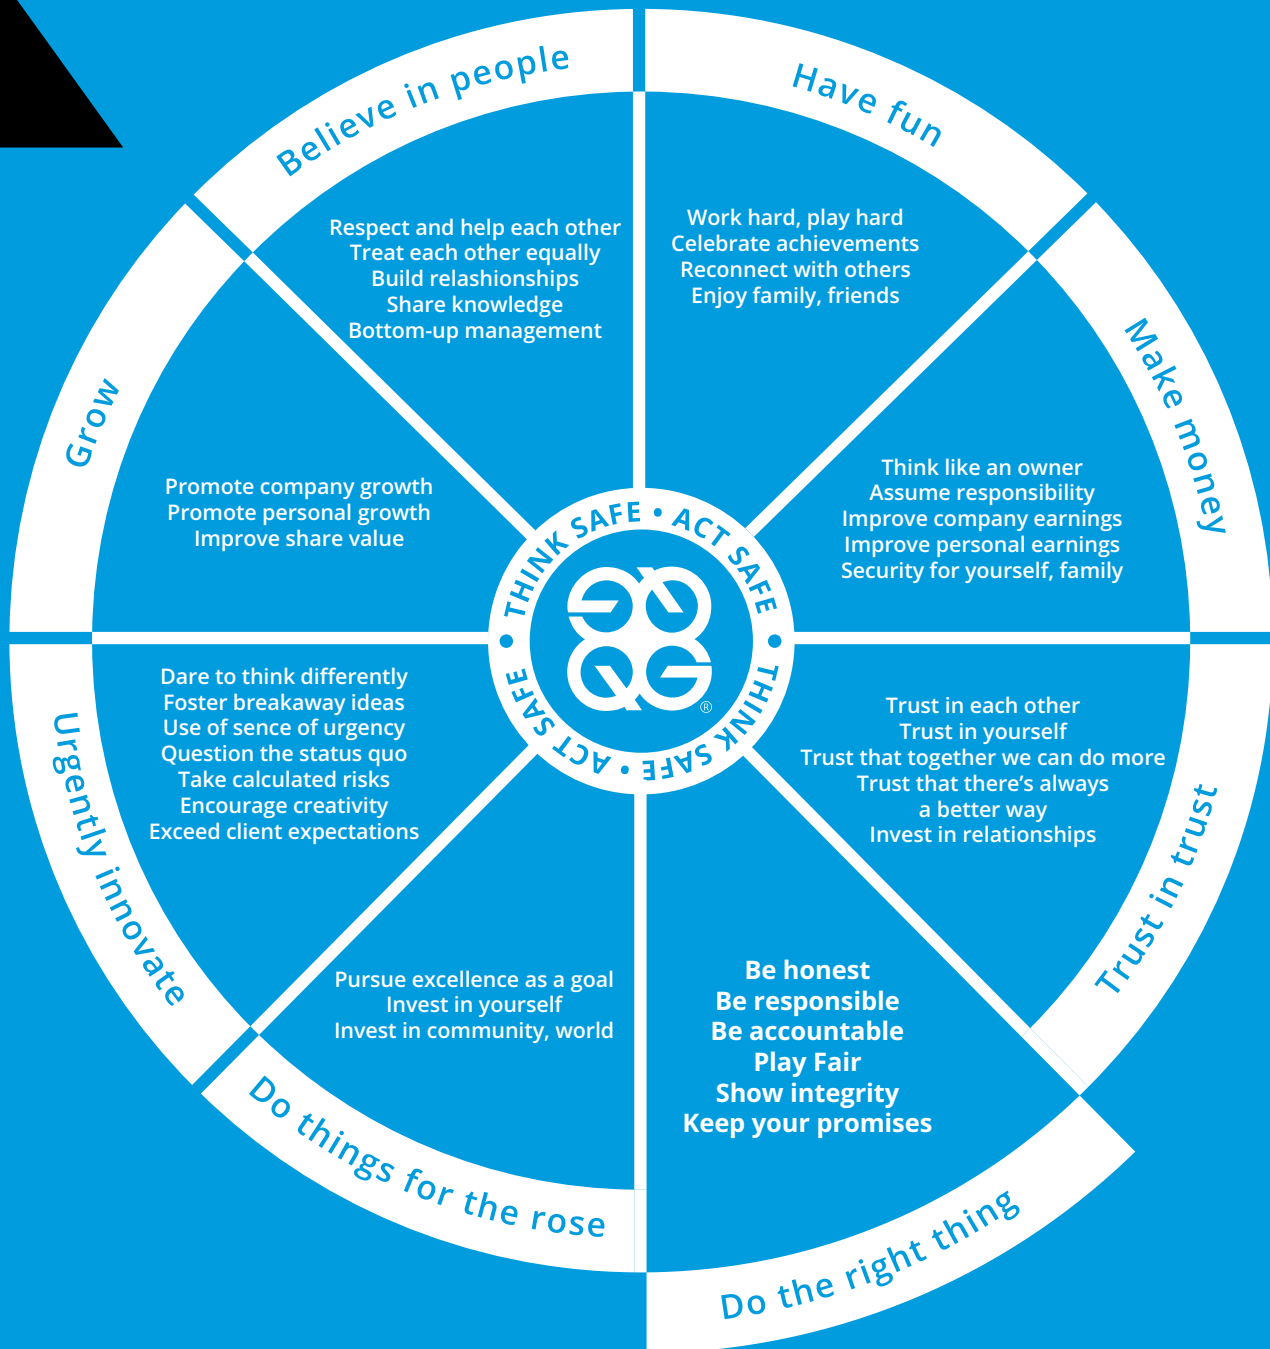 Believe in people
Respect and help each other
Treat each other equally
Build relashionships
Share knowledge
Bottom-up management
Have fun
Work hard, play hard
Celebrate achievements
Reconnect with others
Enjoy family, friends
Make money
Think like an owner
Assume responsibility
Improve company earnings
Improve personal earnings
Security for yourself, family
Trust in trust
Trust in each other
Trust in yourself
Trust that together we can do more
Trust that there’s always
a better way
Invest in relationships
Do the right thing
Be honest
Be responsible
Be accountable
Play Fair
Show integrity
Keep your promises
Do things for the rose
Pursue excellence as a goal
Invest in yourself
Invest in community, world
Urgently innovate
Dare to think differently
Foster breakaway ideas
Use of sence of urgency
Question the status quo
Take calculated risks
Encourage creativity
Exceed client expectations
Grow
Promote company growth
Promote personal growth
Improve share value
THINK SAFE • ACT SAFE • THINK SAFE • ACT SAFE •
®